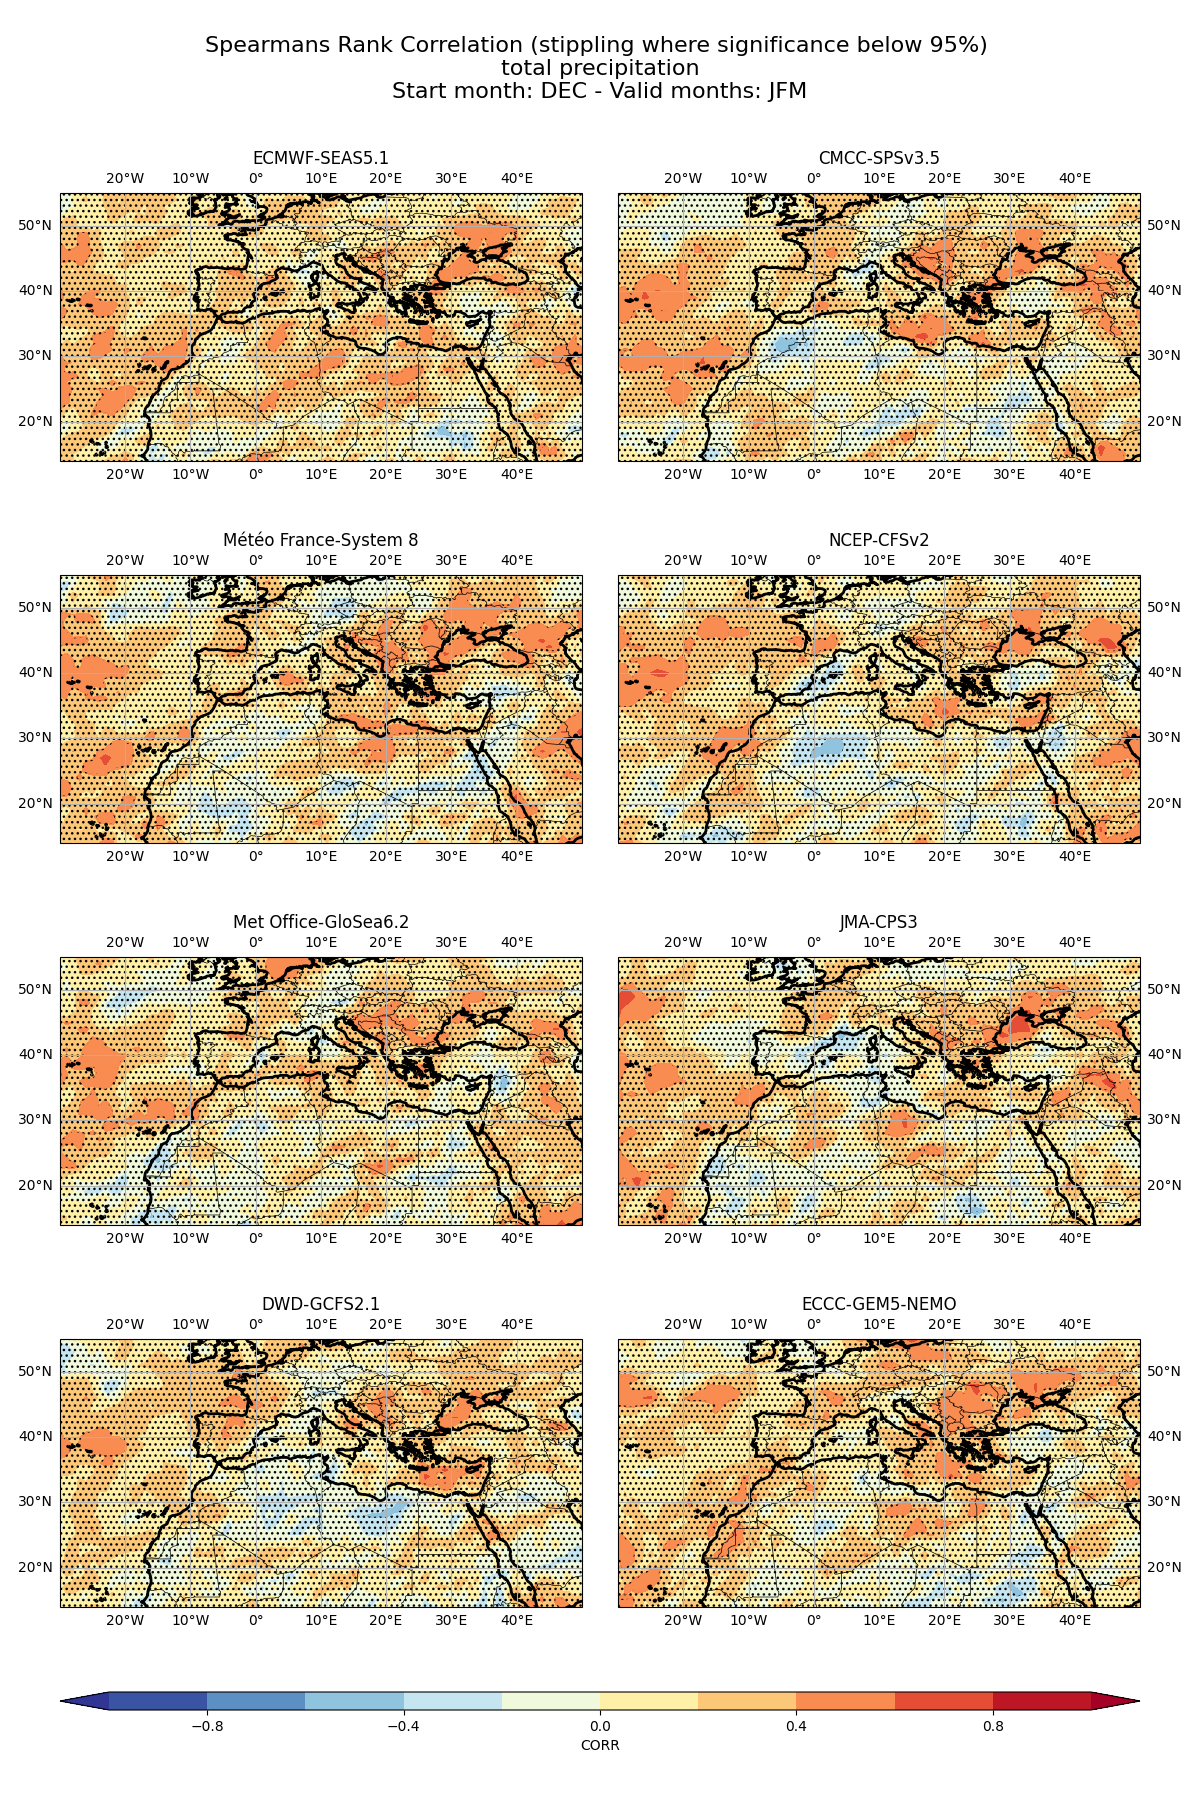 Spearmans Rank Correlation (stippling where significance below 95%)
total precipitation
Start month: DEC - Valid months: JFM
ECMWF-SEAS5.1 CMCC-SPSv3.5
20°W 10°W 0° 10°E 20°E 30°E 40°E 20°W 10°W 0° 10°E 20°E 30°E 40°E
50°N 50°N
40°N 40°N
30°N 30°N
20°N 20°N
20°W 10°W 0° 10°E 20°E 30°E 40°E 20°W 10°W 0° 10°E 20°E 30°E 40°E
Météo France-System 8 NCEP-CFSv2
20°W 10°W 0° 10°E 20°E 30°E 40°E 20°W 10°W 0° 10°E 20°E 30°E 40°E
50°N 50°N
40°N 40°N
30°N 30°N
20°N 20°N
20°W 10°W 0° 10°E 20°E 30°E 40°E 20°W 10°W 0° 10°E 20°E 30°E 40°E
Met Office-GloSea6.2 JMA-CPS3
20°W 10°W 0° 10°E 20°E 30°E 40°E 20°W 10°W 0° 10°E 20°E 30°E 40°E
50°N 50°N
40°N 40°N
30°N 30°N
20°N 20°N
20°W 10°W 0° 10°E 20°E 30°E 40°E 20°W 10°W 0° 10°E 20°E 30°E 40°E
DWD-GCFS2.1 ECCC-GEM5-NEMO
20°W 10°W 0° 10°E 20°E 30°E 40°E 20°W 10°W 0° 10°E 20°E 30°E 40°E
50°N 50°N
40°N 40°N
30°N 30°N
20°N 20°N
20°W 10°W 0° 10°E 20°E 30°E 40°E 20°W 10°W 0° 10°E 20°E 30°E 40°E
−0.8 −0.4 0.0 0.4 0.8
CORR